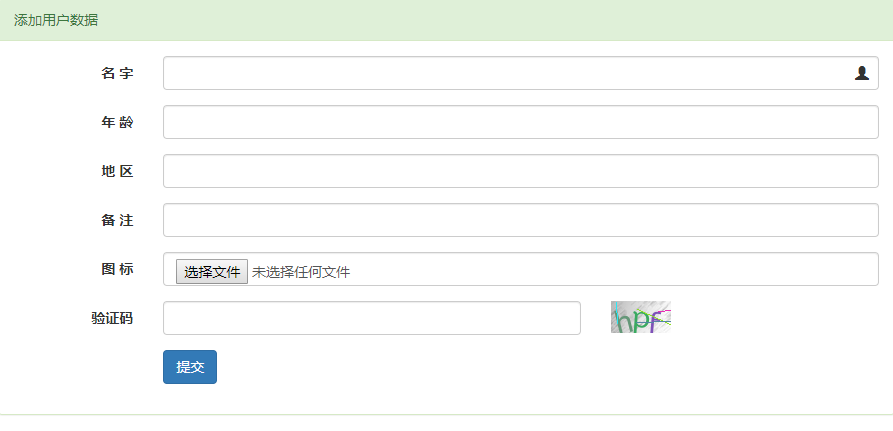 添加用户数据
名 字
年 龄
地 区
备 注
图 标 选择文件 未选择任何文件
验证码 hpf
提交